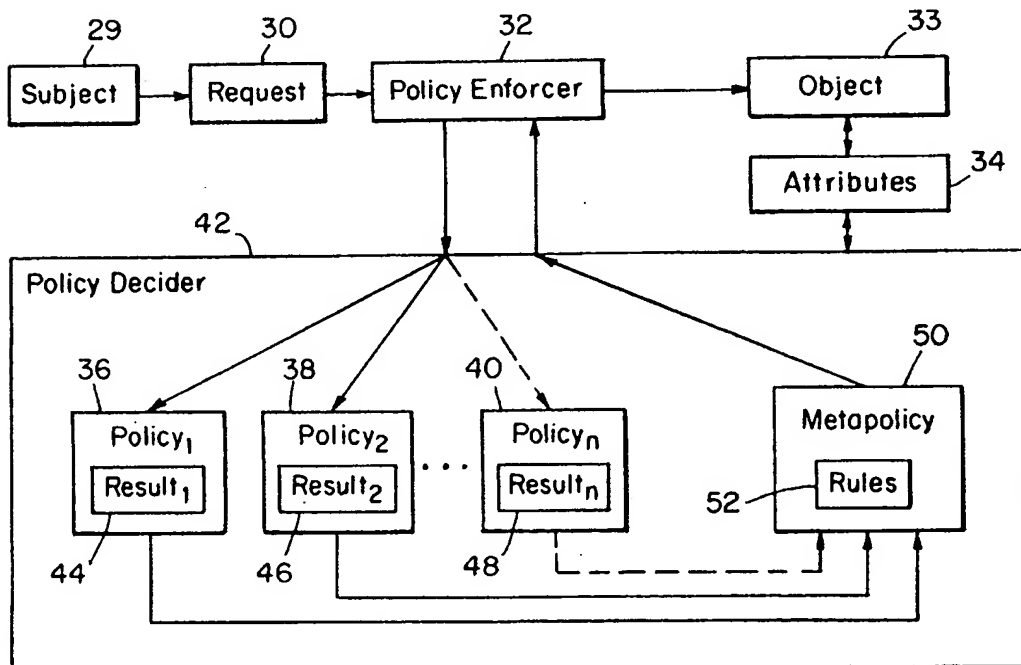 29
30
32
33
Subject
Request
Policy Enforcer
Object
34
Attributes
42
Policy Decider
36
38
40
50
Policy1
Policy2
Policyn
Metapolicy
Result1
Result2
...
Resultn
52
Rules
44
46
48